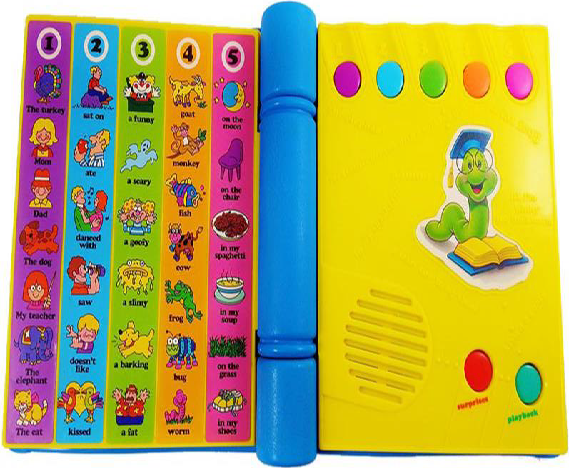 1
The turkey
Mom
Dad
The dog
My teacher
The
elephant
The cat
2
sat on
ate
danced
with
saw
doesn't
like
kissed
3
a funny
a scary
a goofy
a slimy
a barking
a fat
4
goat
monkey
fish
cow
frog
bug
worm
5
on the
moon
on the
chair
in my
spaghetti
in my
soup
on the
grass
in my
shoes
surprises
playback